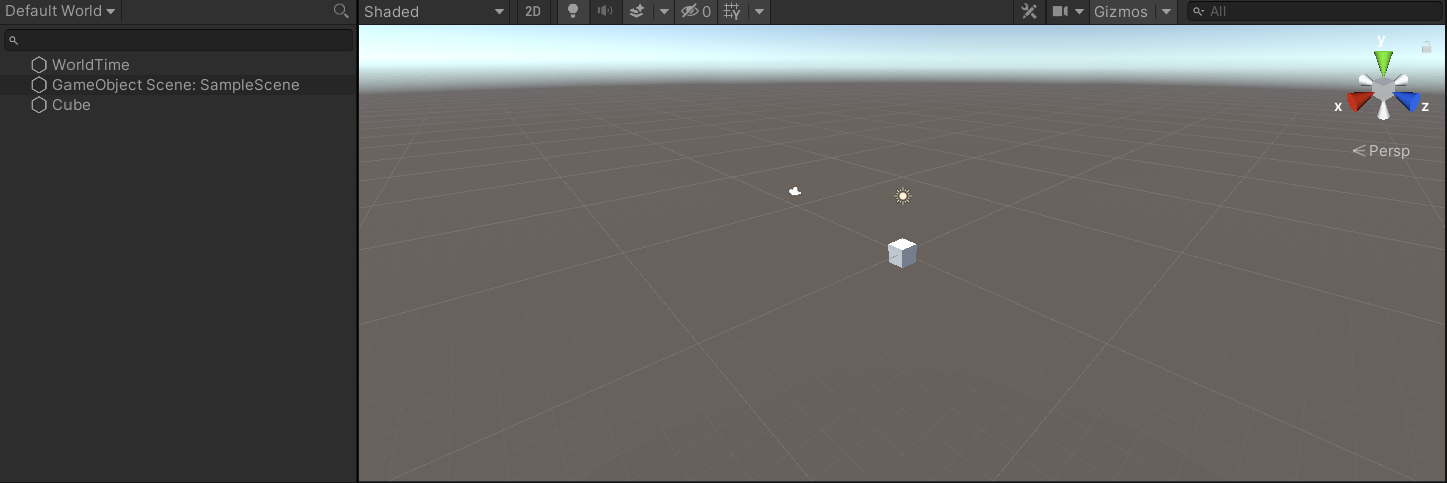 Default World
Shaded
2D
0
Gizmos
All
WorldTime
GameObject Scene: SampleScene
Cube
y
x
z
Persp